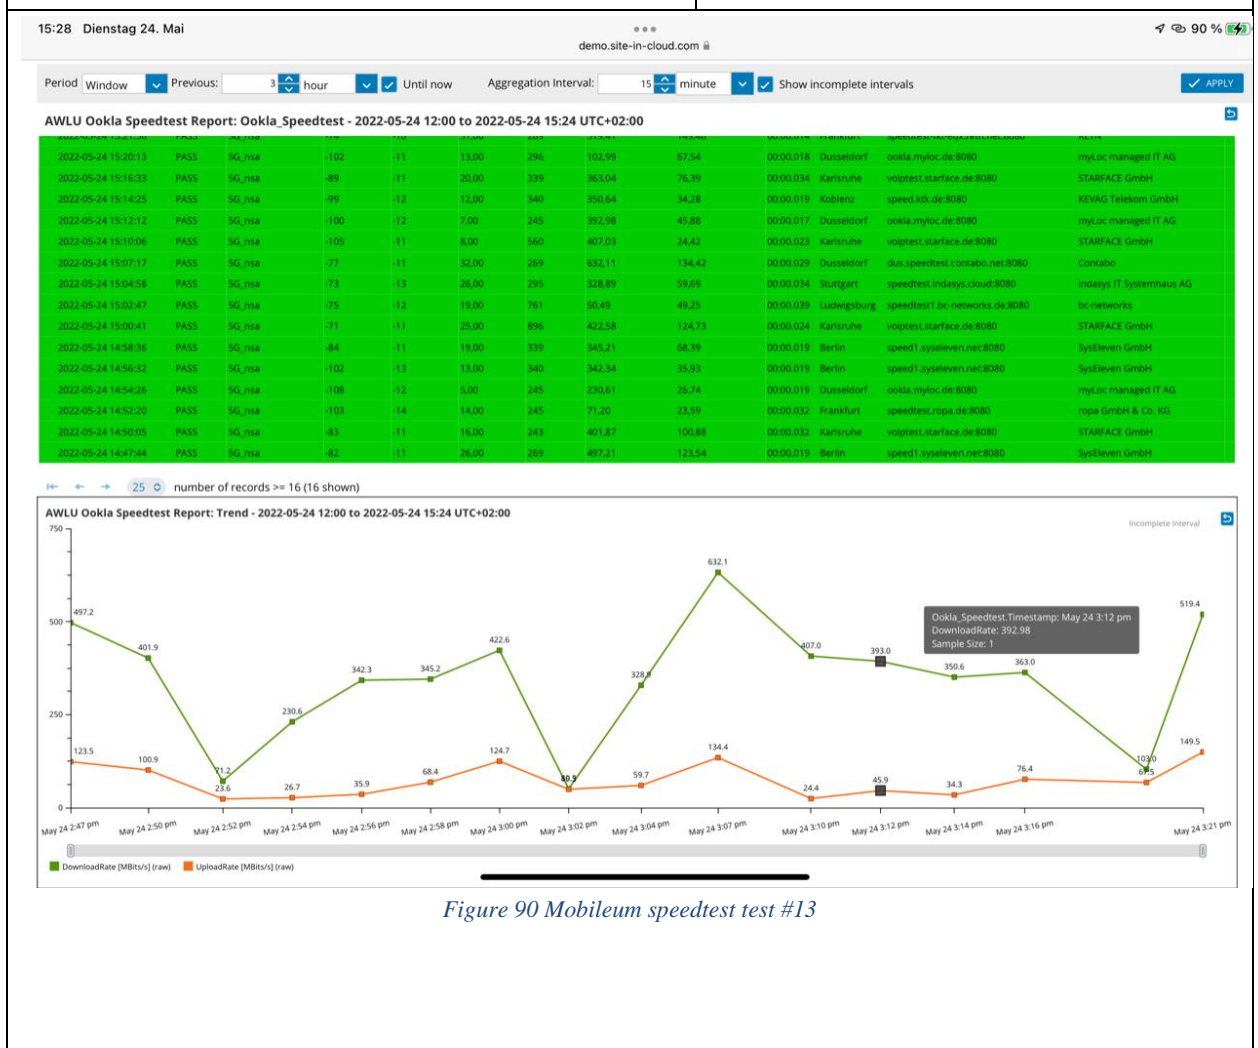 15:28 Dienstag 24. Mai
demo.site-in-cloud.com
90 %
Period Window Previous: 3 hour Until now Aggregation Interval: 15 minute Show incomplete intervals APPLY
AWLU Ookla Speedtest Report: Ookla_Speedtest - 2022-05-24 12:00 to 2022-05-24 15:24 UTC+02:00
2022-05-24 15:20:13 PASS 5G_nsa -102 -11 13,00 296 102,99 67,54 00:00.018 Dusseldorf ookla.myloc.de:8080 myLoc managed IT AG
2022-05-24 15:16:33 PASS 5G_nsa -89 -11 20,00 339 363,04 76,39 00:00.034 Karlsruhe voiptest.starface.de:8080 STARFACE GmbH
2022-05-24 15:14:25 PASS 5G_nsa -99 -12 12,00 340 350,64 34,28 00:00.019 Koblenz speed.ktk.de:8080 KEVAG Telekom GmbH
2022-05-24 15:12:12 PASS 5G_nsa -100 -12 7,00 245 392,98 45,88 00:00.017 Dusseldorf ookla.myloc.de:8080 myLoc managed IT AG
2022-05-24 15:10:06 PASS 5G_nsa -105 -11 8,00 560 407,03 24,42 00:00.023 Karlsruhe voiptest.starface.de:8080 STARFACE GmbH
2022-05-24 15:07:17 PASS 5G_nsa -77 -11 32,00 269 632,11 134,42 00:00.029 Dusseldorf dus.speedtest.contabo.net:8080 Contabo
2022-05-24 15:04:58 PASS 5G_nsa -73 -13 26,00 295 328,89 59,69 00:00.034 Stuttgart speedtest.indasys.cloud:8080 indasys IT Systemhaus AG
2022-05-24 15:02:47 PASS 5G_nsa -75 -12 19,00 761 50,49 49,25 00:00.039 Ludwigsburg speedtest1.bc-networks.de:8080 bc-networks
2022-05-24 15:00:41 PASS 5G_nsa -71 -11 25,00 896 422,58 124,73 00:00.024 Karlsruhe voiptest.starface.de:8080 STARFACE GmbH
2022-05-24 14:58:36 PASS 5G_nsa -84 -11 19,00 339 345,21 68,39 00:00.019 Berlin speed1.syseleven.net:8080 SysEleven GmbH
2022-05-24 14:56:32 PASS 5G_nsa -102 -13 13,00 340 342,34 35,93 00:00.019 Berlin speed1.syseleven.net:8080 SysEleven GmbH
2022-05-24 14:54:26 PASS 5G_nsa -108 -12 5,00 245 230,61 26,74 00:00.019 Dusseldorf ookla.myloc.de:8080 myLoc managed IT AG
2022-05-24 14:52:20 PASS 5G_nsa -103 -14 14,00 245 71,20 23,59 00:00.032 Frankfurt speedtest.ropa.de:8080 ropa GmbH & Co. KG
2022-05-24 14:50:05 PASS 5G_nsa -83 -11 16,00 243 401,87 100,88 00:00.032 Karlsruhe voiptest.starface.de:8080 STARFACE GmbH
2022-05-24 14:47:44 PASS 5G_nsa -82 -11 26,00 269 497,21 123,54 00:00.019 Berlin speed1.syseleven.net:8080 SysEleven GmbH
25 number of records >= 16 (16 shown)
AWLU Ookla Speedtest Report: Trend - 2022-05-24 12:00 to 2022-05-24 15:24 UTC+02:00
Incomplete Interval
750
500
250
0
497.2 401.9 71.2 230.6 342.3 345.2 422.6 328.9 632.1 407.0 393.0 350.6 363.0 103.0 519.4
Ookla_Speedtest.Timestamp: May 24 3:12 pm
DownloadRate: 392.98
Sample Size: 1
123.5 100.9 23.6 26.7 35.9 68.4 124.7 59.7 134.4 24.4 45.9 34.3 76.4 67.5 149.5
May 24 2:47 pm May 24 2:50 pm May 24 2:52 pm May 24 2:54 pm May 24 2:56 pm May 24 2:58 pm May 24 3:00 pm May 24 3:02 pm May 24 3:04 pm May 24 3:07 pm May 24 3:10 pm May 24 3:12 pm May 24 3:14 pm May 24 3:16 pm May 24 3:21 pm
DownloadRate [MBits/s] (raw) UploadRate [MBits/s] (raw)
Figure 90 Mobileum speedtest test #13